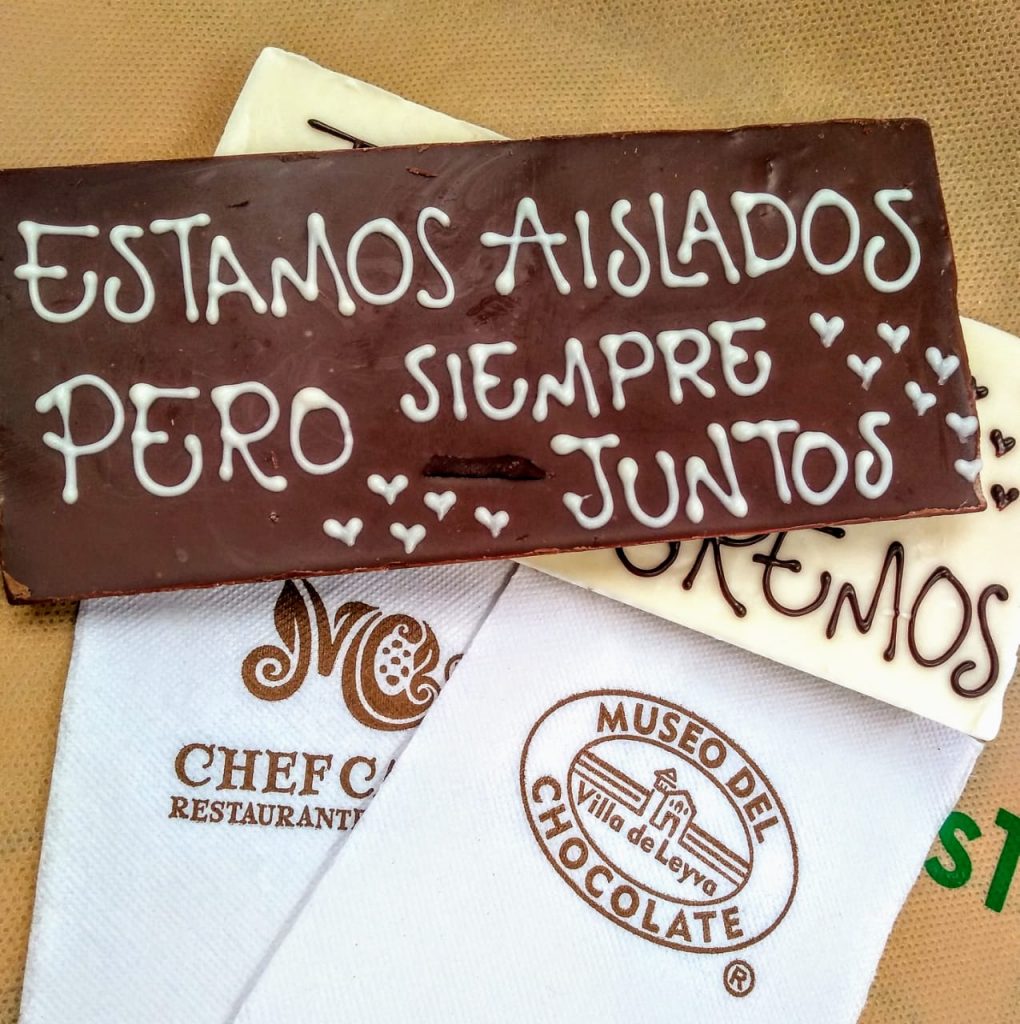 ESTAMOS AISLADOS
PERO SIEMPRE
JUNTOS
CHEF
RESTAURANTE
MUSEO DEL
Villa de Leyva
CHOCOLATE
®